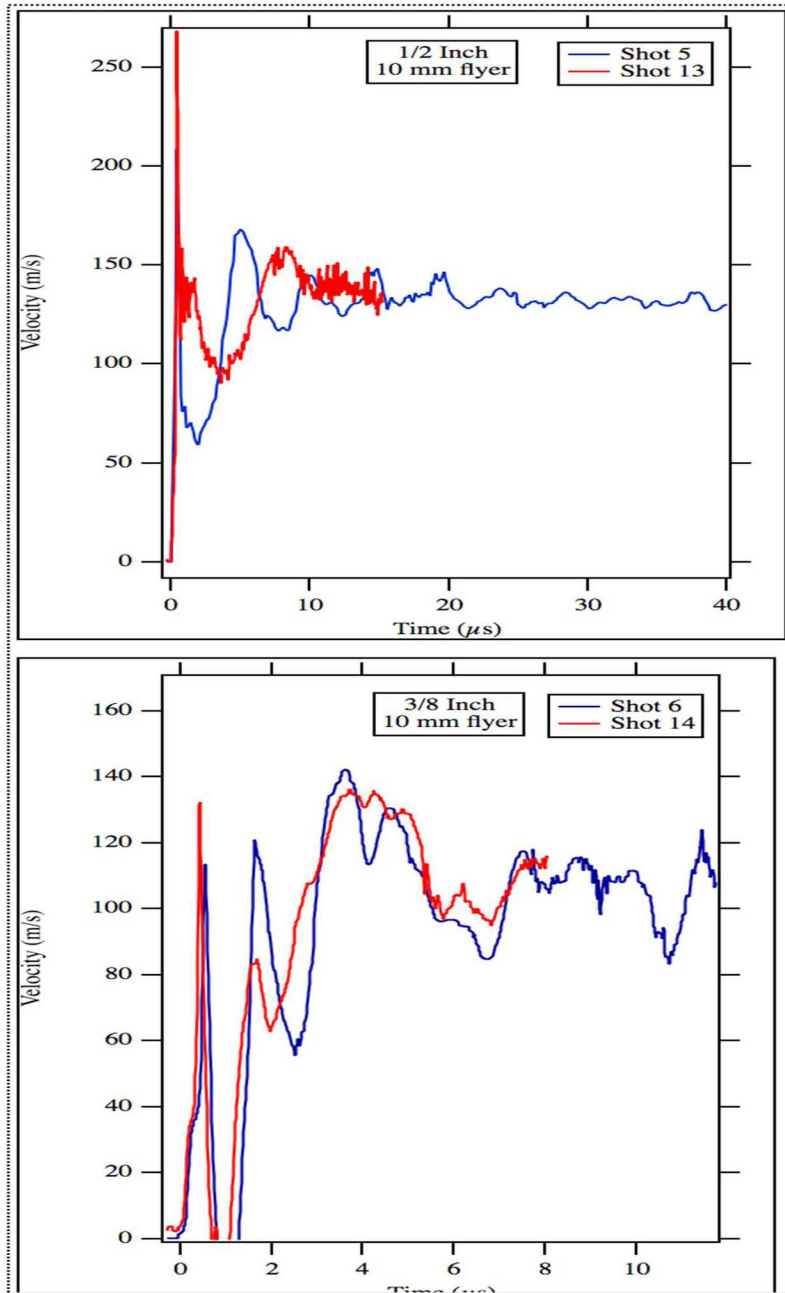 1/2 Inch
10 mm flyer
Shot 5
Shot 13
250
200
150
100
50
0
Velocity (m/s)
0 10 20 30 40
Time (μs)
3/8 Inch
10 mm flyer
Shot 6
Shot 14
160
140
120
100
80
60
40
20
0
Velocity (m/s)
0 2 4 6 8 10
Time (μs)